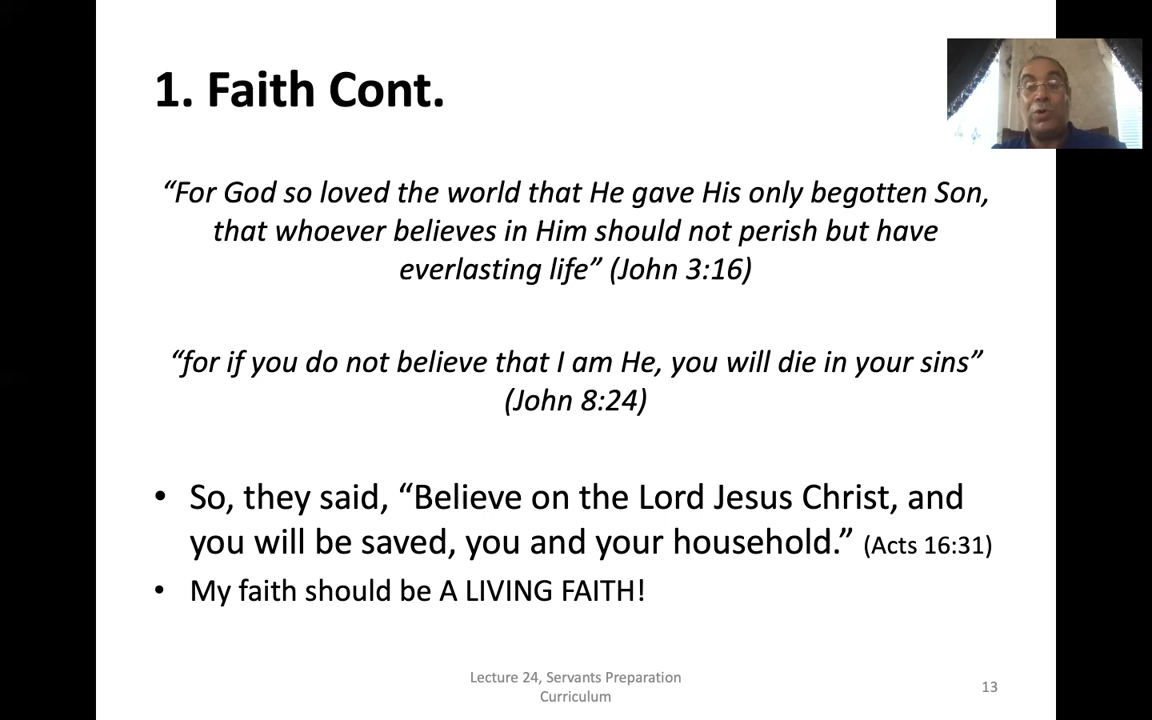 1. Faith Cont.
“For God so loved the world that He gave His only begotten Son,
that whoever believes in Him should not perish but have
everlasting life” (John 3:16)
“for if you do not believe that I am He, you will die in your sins”
(John 8:24)
• So, they said, “Believe on the Lord Jesus Christ, and
you will be saved, you and your household.” (Acts 16:31)
• My faith should be A LIVING FAITH!
Lecture 24, Servants Preparation
Curriculum
13